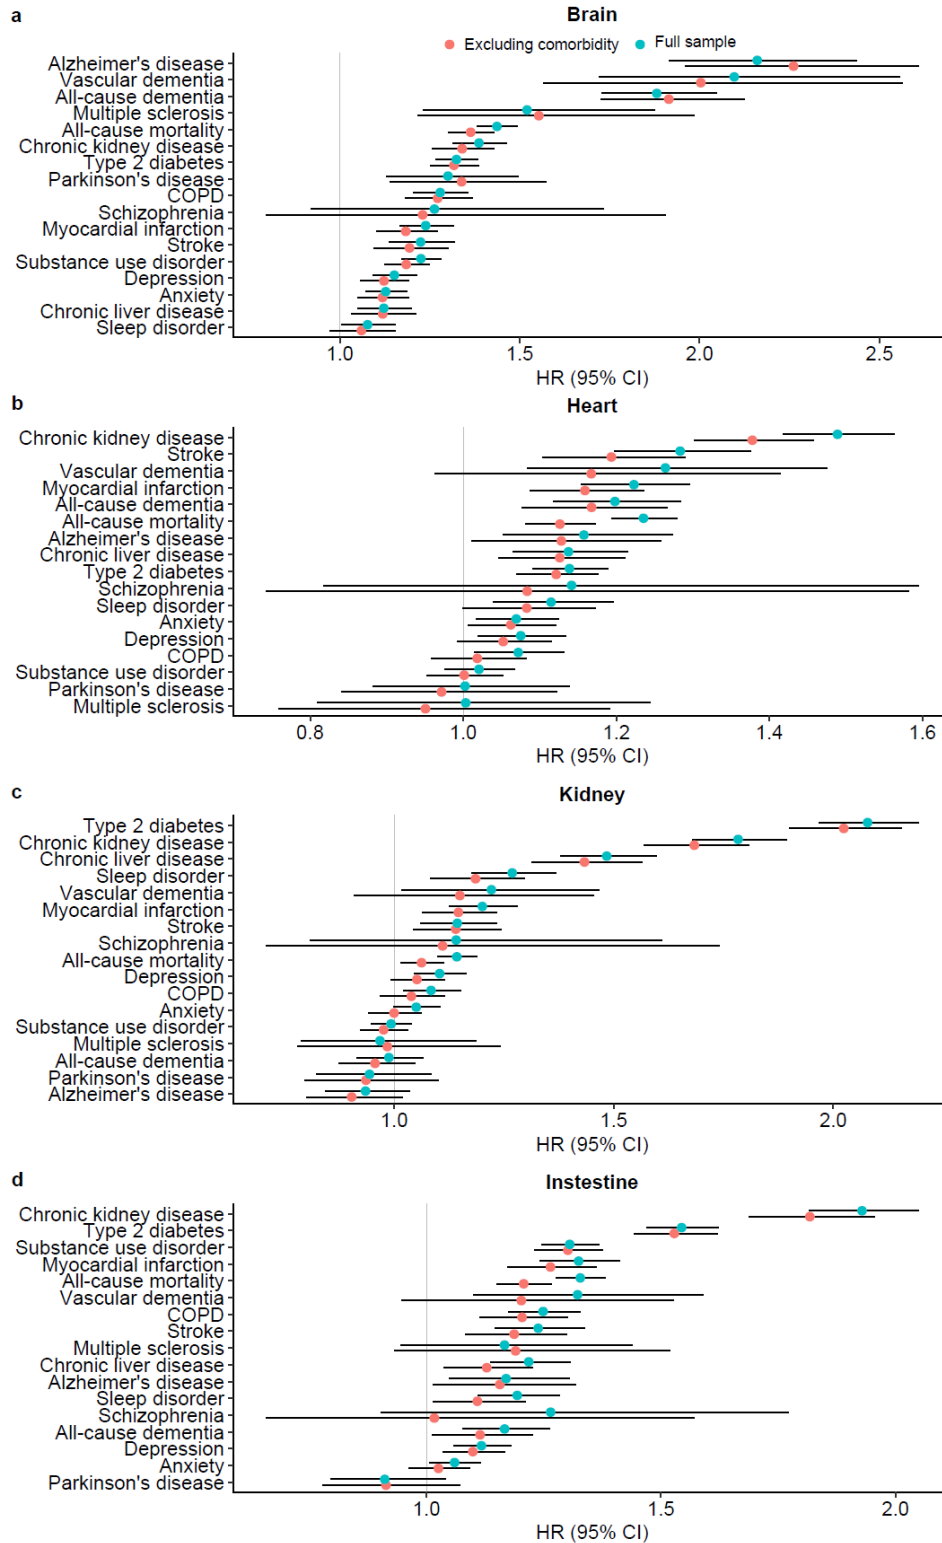 a
Brain
Excluding comorbidity Full sample
Alzheimer's disease
Vascular dementia
All-cause dementia
Multiple sclerosis
All-cause mortality
Chronic kidney disease
Type 2 diabetes
Parkinson's disease
COPD
Schizophrenia
Myocardial infarction
Stroke
Substance use disorder
Depression
Anxiety
Chronic liver disease
Sleep disorder
1.0 1.5 2.0 2.5
HR (95% CI)
b
Heart
Chronic kidney disease
Stroke
Vascular dementia
Myocardial infarction
All-cause dementia
All-cause mortality
Alzheimer's disease
Chronic liver disease
Type 2 diabetes
Schizophrenia
Sleep disorder
Anxiety
Depression
COPD
Substance use disorder
Parkinson's disease
Multiple sclerosis
0.8 1.0 1.2 1.4 1.6
HR (95% CI)
c
Kidney
Type 2 diabetes
Chronic kidney disease
Chronic liver disease
Sleep disorder
Vascular dementia
Myocardial infarction
Stroke
Schizophrenia
All-cause mortality
Depression
COPD
Anxiety
Substance use disorder
Multiple sclerosis
All-cause dementia
Parkinson's disease
Alzheimer's disease
1.0 1.5 2.0
HR (95% CI)
d
Instestine
Chronic kidney disease
Type 2 diabetes
Substance use disorder
Myocardial infarction
All-cause mortality
Vascular dementia
COPD
Stroke
Multiple sclerosis
Chronic liver disease
Alzheimer's disease
Sleep disorder
Schizophrenia
All-cause dementia
Depression
Anxiety
Parkinson's disease
1.0 1.5 2.0
HR (95% CI)